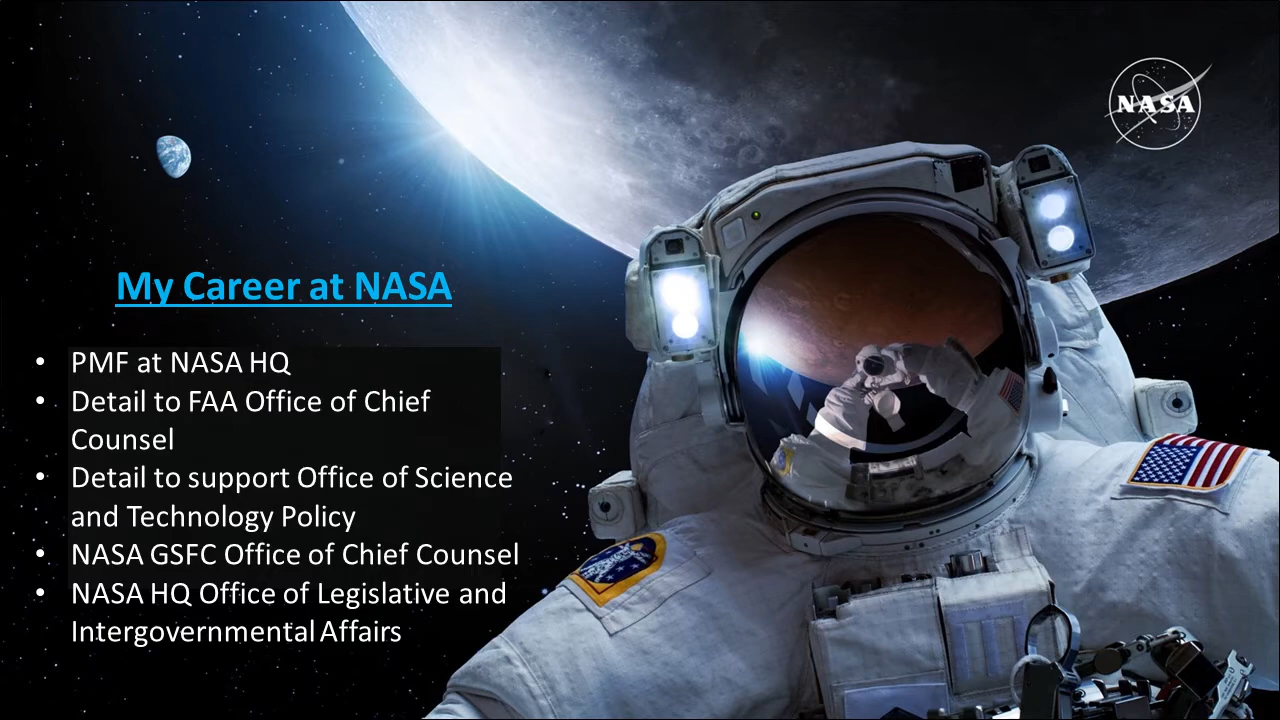 NASA
My Career at NASA
• PMF at NASA HQ
• Detail to FAA Office of Chief
Counsel
• Detail to support Office of Science
and Technology Policy
• NASA GSFC Office of Chief Counsel
• NASA HQ Office of Legislative and
Intergovernmental Affairs